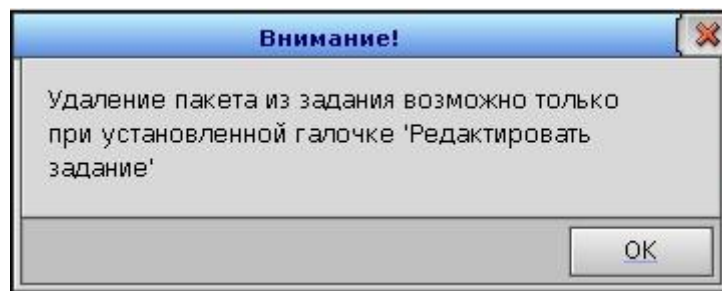 Внимание!
Удаление пакета из задания возможно только
при установленной галочке 'Редактировать
задание'
OK